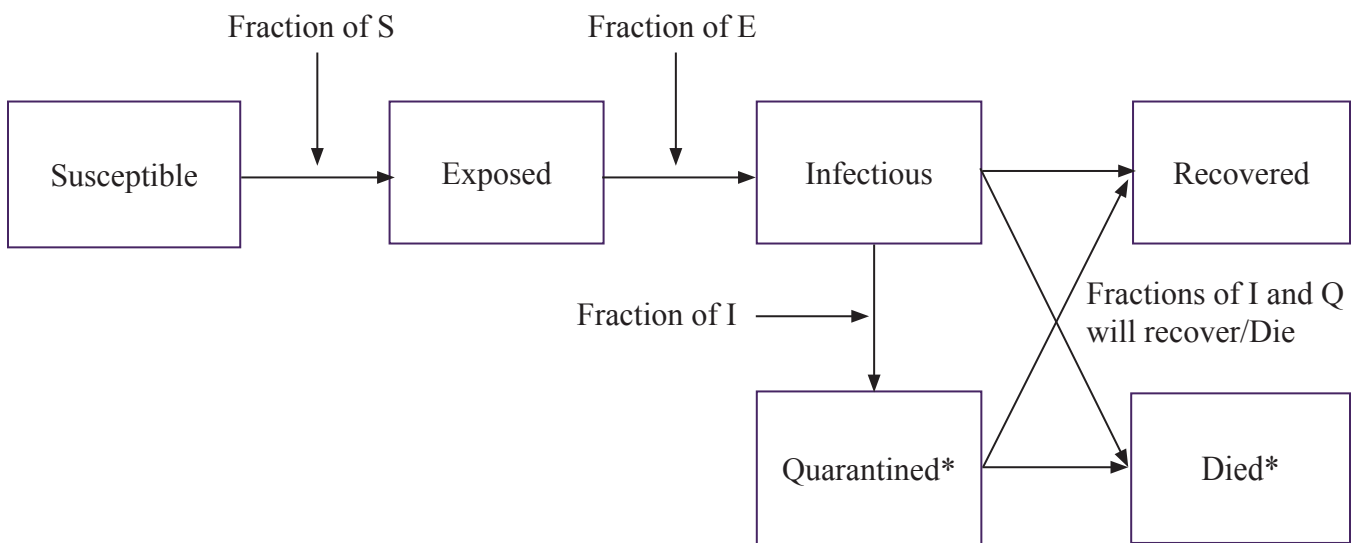 Fraction of S
Fraction of E
Susceptible
Exposed
Infectious
Recovered
Fraction of I
Fractions of I and Q
will recover/Die
Quarantined*
Died*